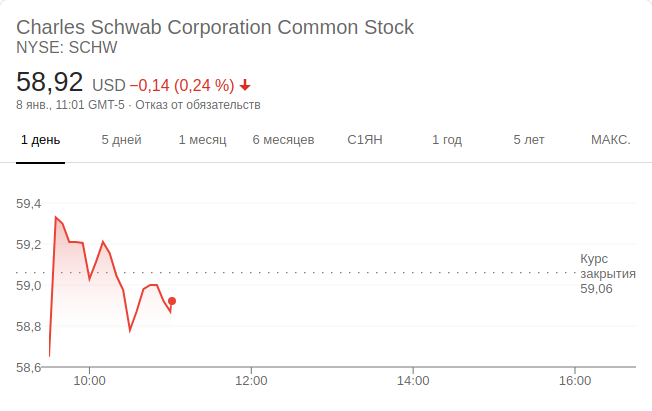 Charles Schwab Corporation Common Stock
NYSE: SCHW
58,92 USD −0,14 (0,24 %)
8 янв., 11:01 GMT-5 · Отказ от обязательств
1 день 5 дней 1 месяц 6 месяцев С1ЯН 1 год 5 лет МАКС.
59,4
59,2
59,0
58,8
58,6
Курс
закрытия
59,06
10:00 12:00 14:00 16:00